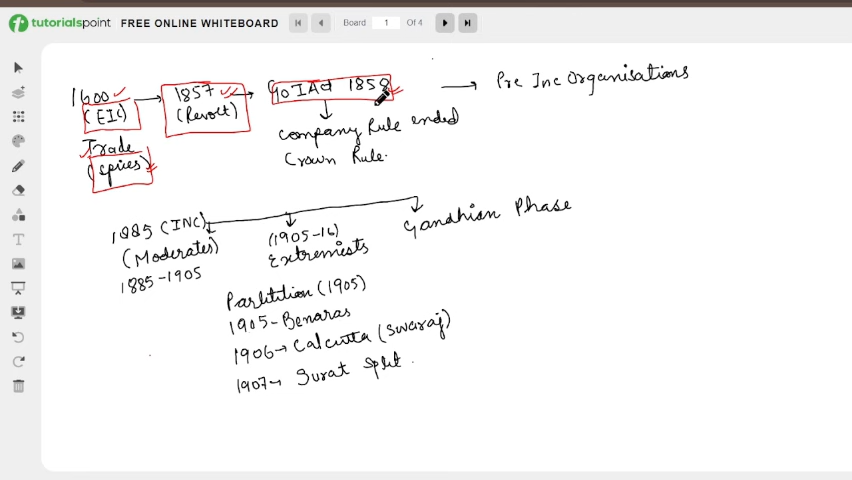 tutorialspoint FREE ONLINE WHITEBOARD Board 1 Of 4
1600 → 1857 → GOIAct 1858 → Pre Inc Organisations
(EIC) (Revolt)
Trade
(spices)
Company Rule ended
Crown Rule.
1885 (INC)
(Moderates)
1885-1905
(1905-16)
Extremists
Gandhian Phase
Partition (1905)
1905-Benaras
1906→ Calcutta (Swaraj)
1907→ Surat Split.